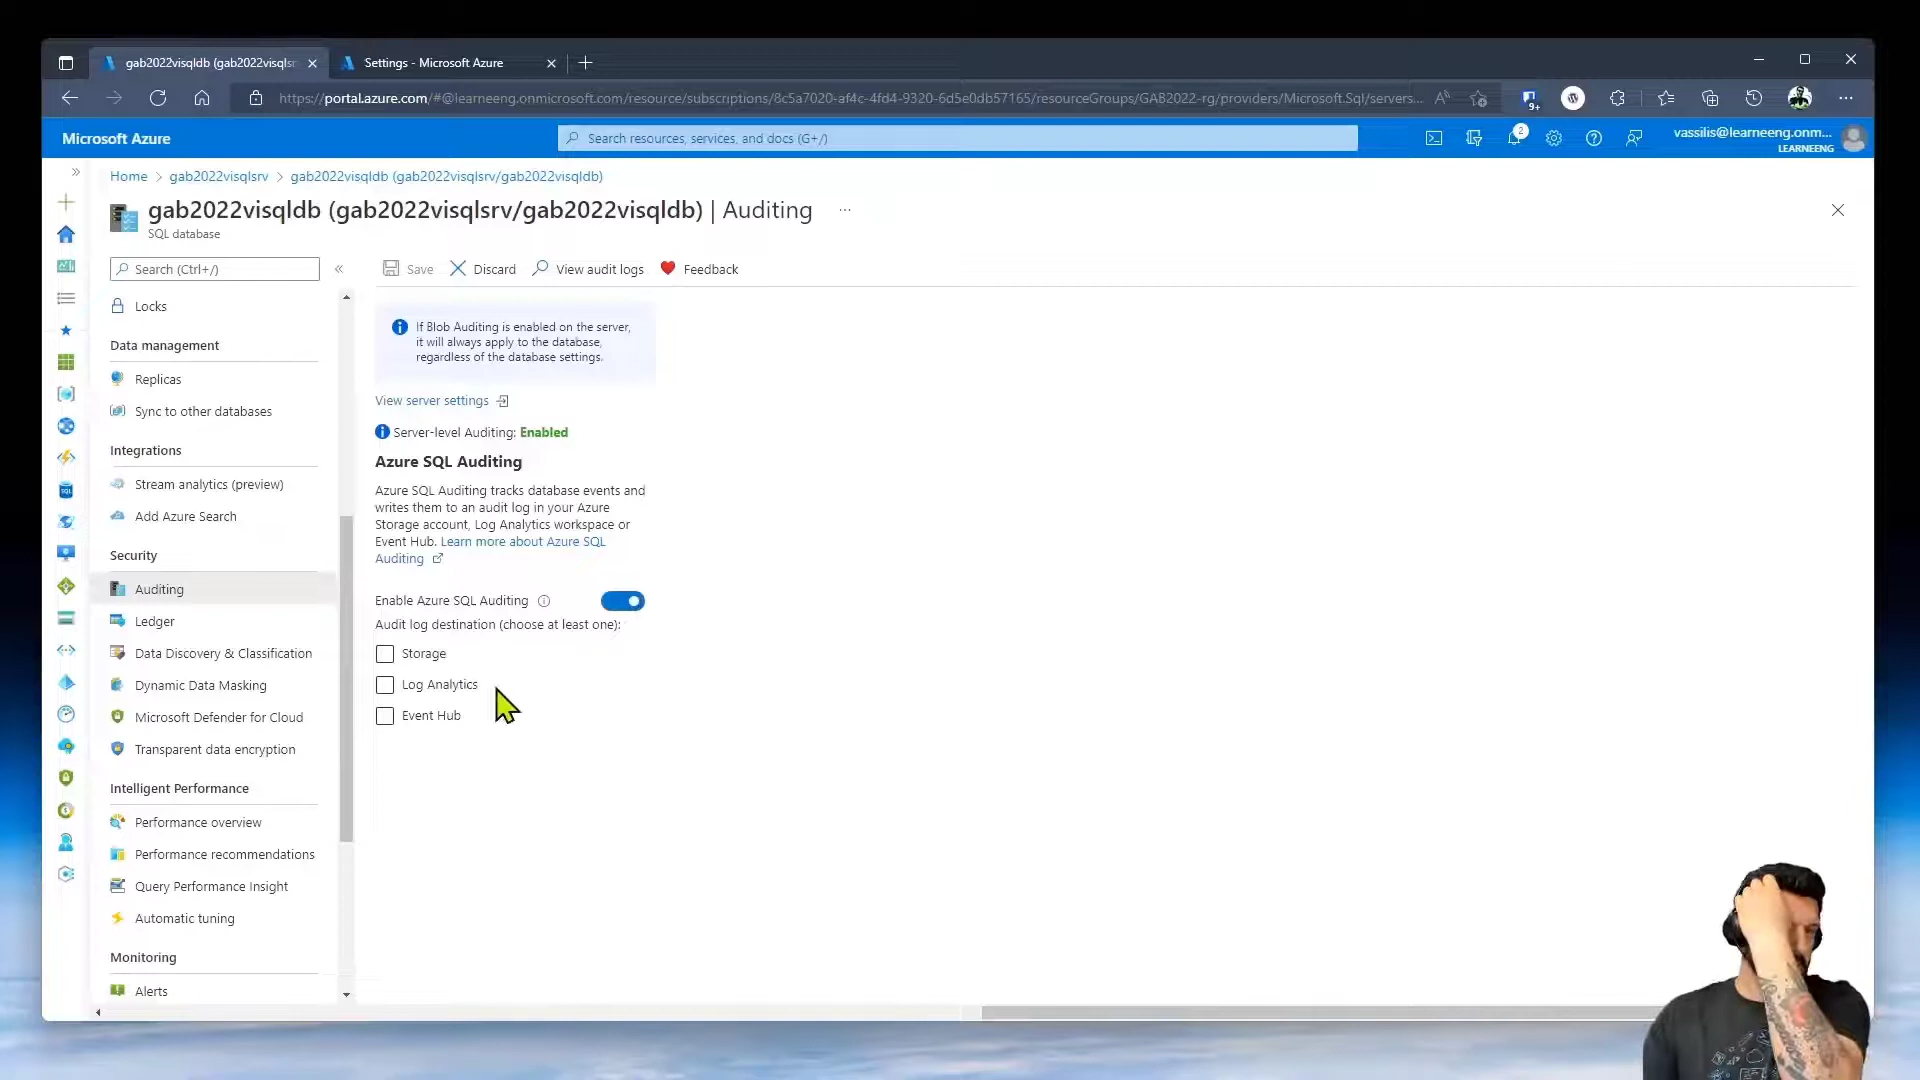 gab2022visqldb (gab2022visqlsr
Settings - Microsoft Azure
https://portal.azure.com/#@learneeng.onmicrosoft.com/resource/subscriptions/8c5a7020-af4c-4fd4-9320-6d5e0db57165/resourceGroups/GAB2022-rg/providers/Microsoft.Sql/servers...
9+
Microsoft Azure
Search resources, services, and docs (G+/)
2
vassilis@learneeng.onm...
LEARNEENG
Home > gab2022visqlsrv > gab2022visqldb (gab2022visqlsrv/gab2022visqldb)
gab2022visqldb (gab2022visqlsrv/gab2022visqldb) | Auditing ...
SQL database
Search (Ctrl+/)
Save
Discard
View audit logs
Feedback
Locks
Data management
Replicas
Sync to other databases
Integrations
Stream analytics (preview)
Add Azure Search
Security
Auditing
Ledger
Data Discovery & Classification
Dynamic Data Masking
Microsoft Defender for Cloud
Transparent data encryption
Intelligent Performance
Performance overview
Performance recommendations
Query Performance Insight
Automatic tuning
Monitoring
Alerts
If Blob Auditing is enabled on the server,
it will always apply to the database,
regardless of the database settings.
View server settings
Server-level Auditing: Enabled
Azure SQL Auditing
Azure SQL Auditing tracks database events and
writes them to an audit log in your Azure
Storage account, Log Analytics workspace or
Event Hub. Learn more about Azure SQL
Auditing
Enable Azure SQL Auditing
Audit log destination (choose at least one):
Storage
Log Analytics
Event Hub